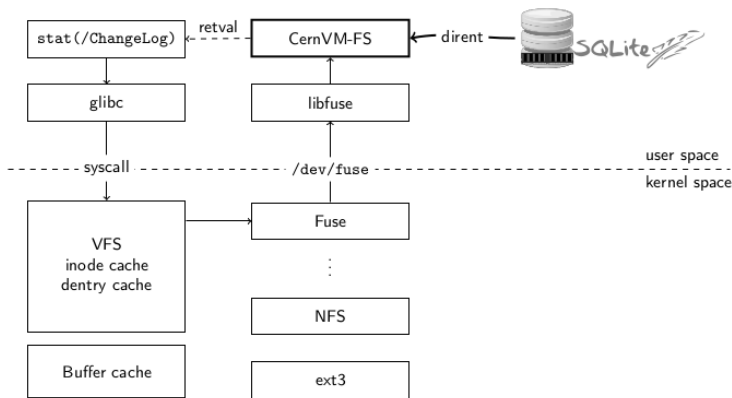 stat(/ChangeLog)
retval
CernVM-FS
dirent
SQLite
glibc
libfuse
syscall
/dev/fuse
user space
kernel space
VFS
inode cache
dentry cache
Fuse
NFS
Buffer cache
ext3